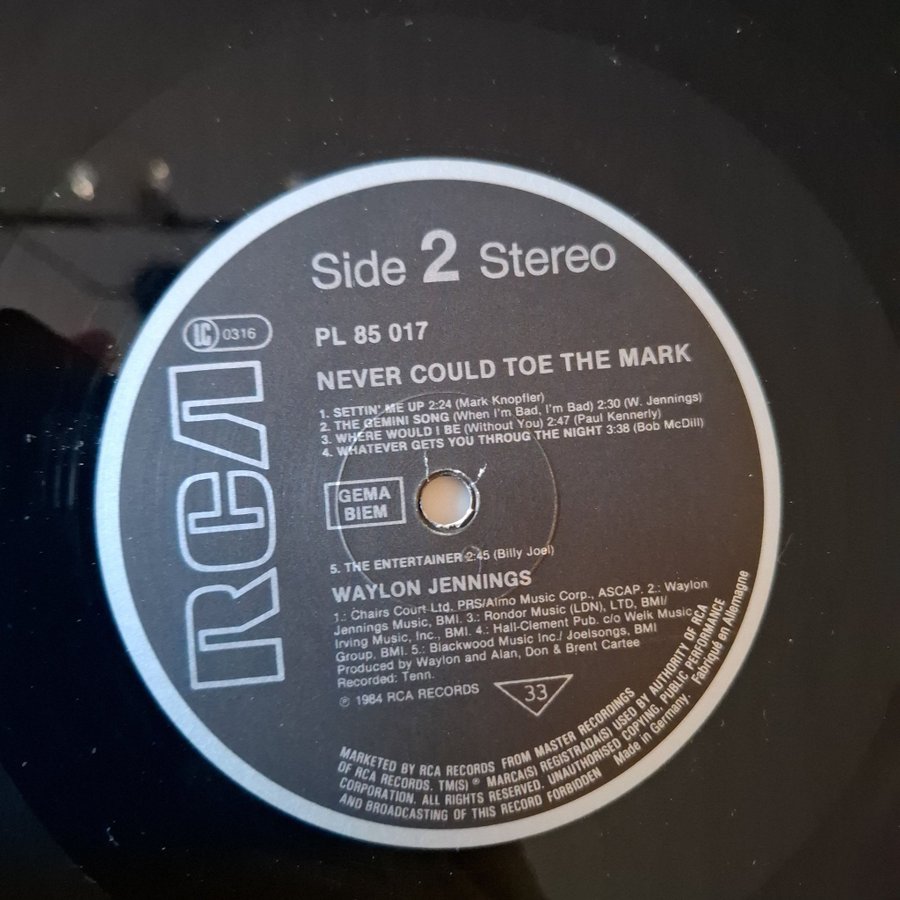 Side 2 Stereo
LC 0316
PL 85 017
NEVER COULD TOE THE MARK
1. SETTIN' ME UP 2:24 (Mark Knopfler)
2. THE GEMINI SONG (When I'm Bad, I'm Bad) 2:30 (W. Jennings)
3. WHERE WOULD I BE (Without You) 2:47 (Paul Kennerly)
4. WHATEVER GETS YOU THROUG THE NIGHT 3:38 (Bob McDill)
RCA
GEMA
BIEM
5. THE ENTERTAINER 2:45 (Billy Joel)
WAYLON JENNINGS
1.: Chairs Court Ltd. PRS/Almo Music Corp., ASCAP. 2.: Waylon
Jennings Music, BMI. 3.: Rondor Music (LDN), LTD, BMI/
Irving Music, Inc., BMI. 4.: Hall-Clement Pub. c/o Welk Music
Group, BMI. 5.: Blackwood Music Inc./ Joelsongs, BMI
Produced by Waylon and Alan, Don & Brent Cartee
Recorded: Tenn.
℗ 1984 RCA RECORDS
33
MARKETED BY RCA RECORDS FROM MASTER RECORDINGS
OF RCA RECORDS. TM(S) ® MARCA(S) REGISTRADA(S) USED BY AUTHORITY OF RCA
CORPORATION. ALL RIGHTS RESERVED. UNAUTHORISED COPYING, PUBLIC PERFORMANCE
AND BROADCASTING OF THIS RECORD FORBIDDEN Made in Germany. Fabriqué en Allemagne